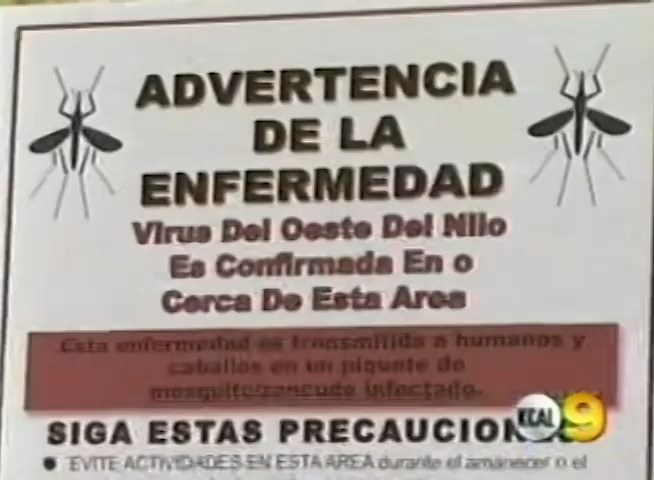 ADVERTENCIA
DE LA
ENFERMEDAD
Virus Del Oeste Del Nilo
Es Confirmada En o
Cerca De Esta Area
Esta enfermedad es transmitida a humanos y
caballos en un piquete de
mosquito/zancudo infectado.
SIGA ESTAS PRECAUCION
KCAL 9
EVITE ACTIVIDADES EN ESTA AREA durante el amanecer o el